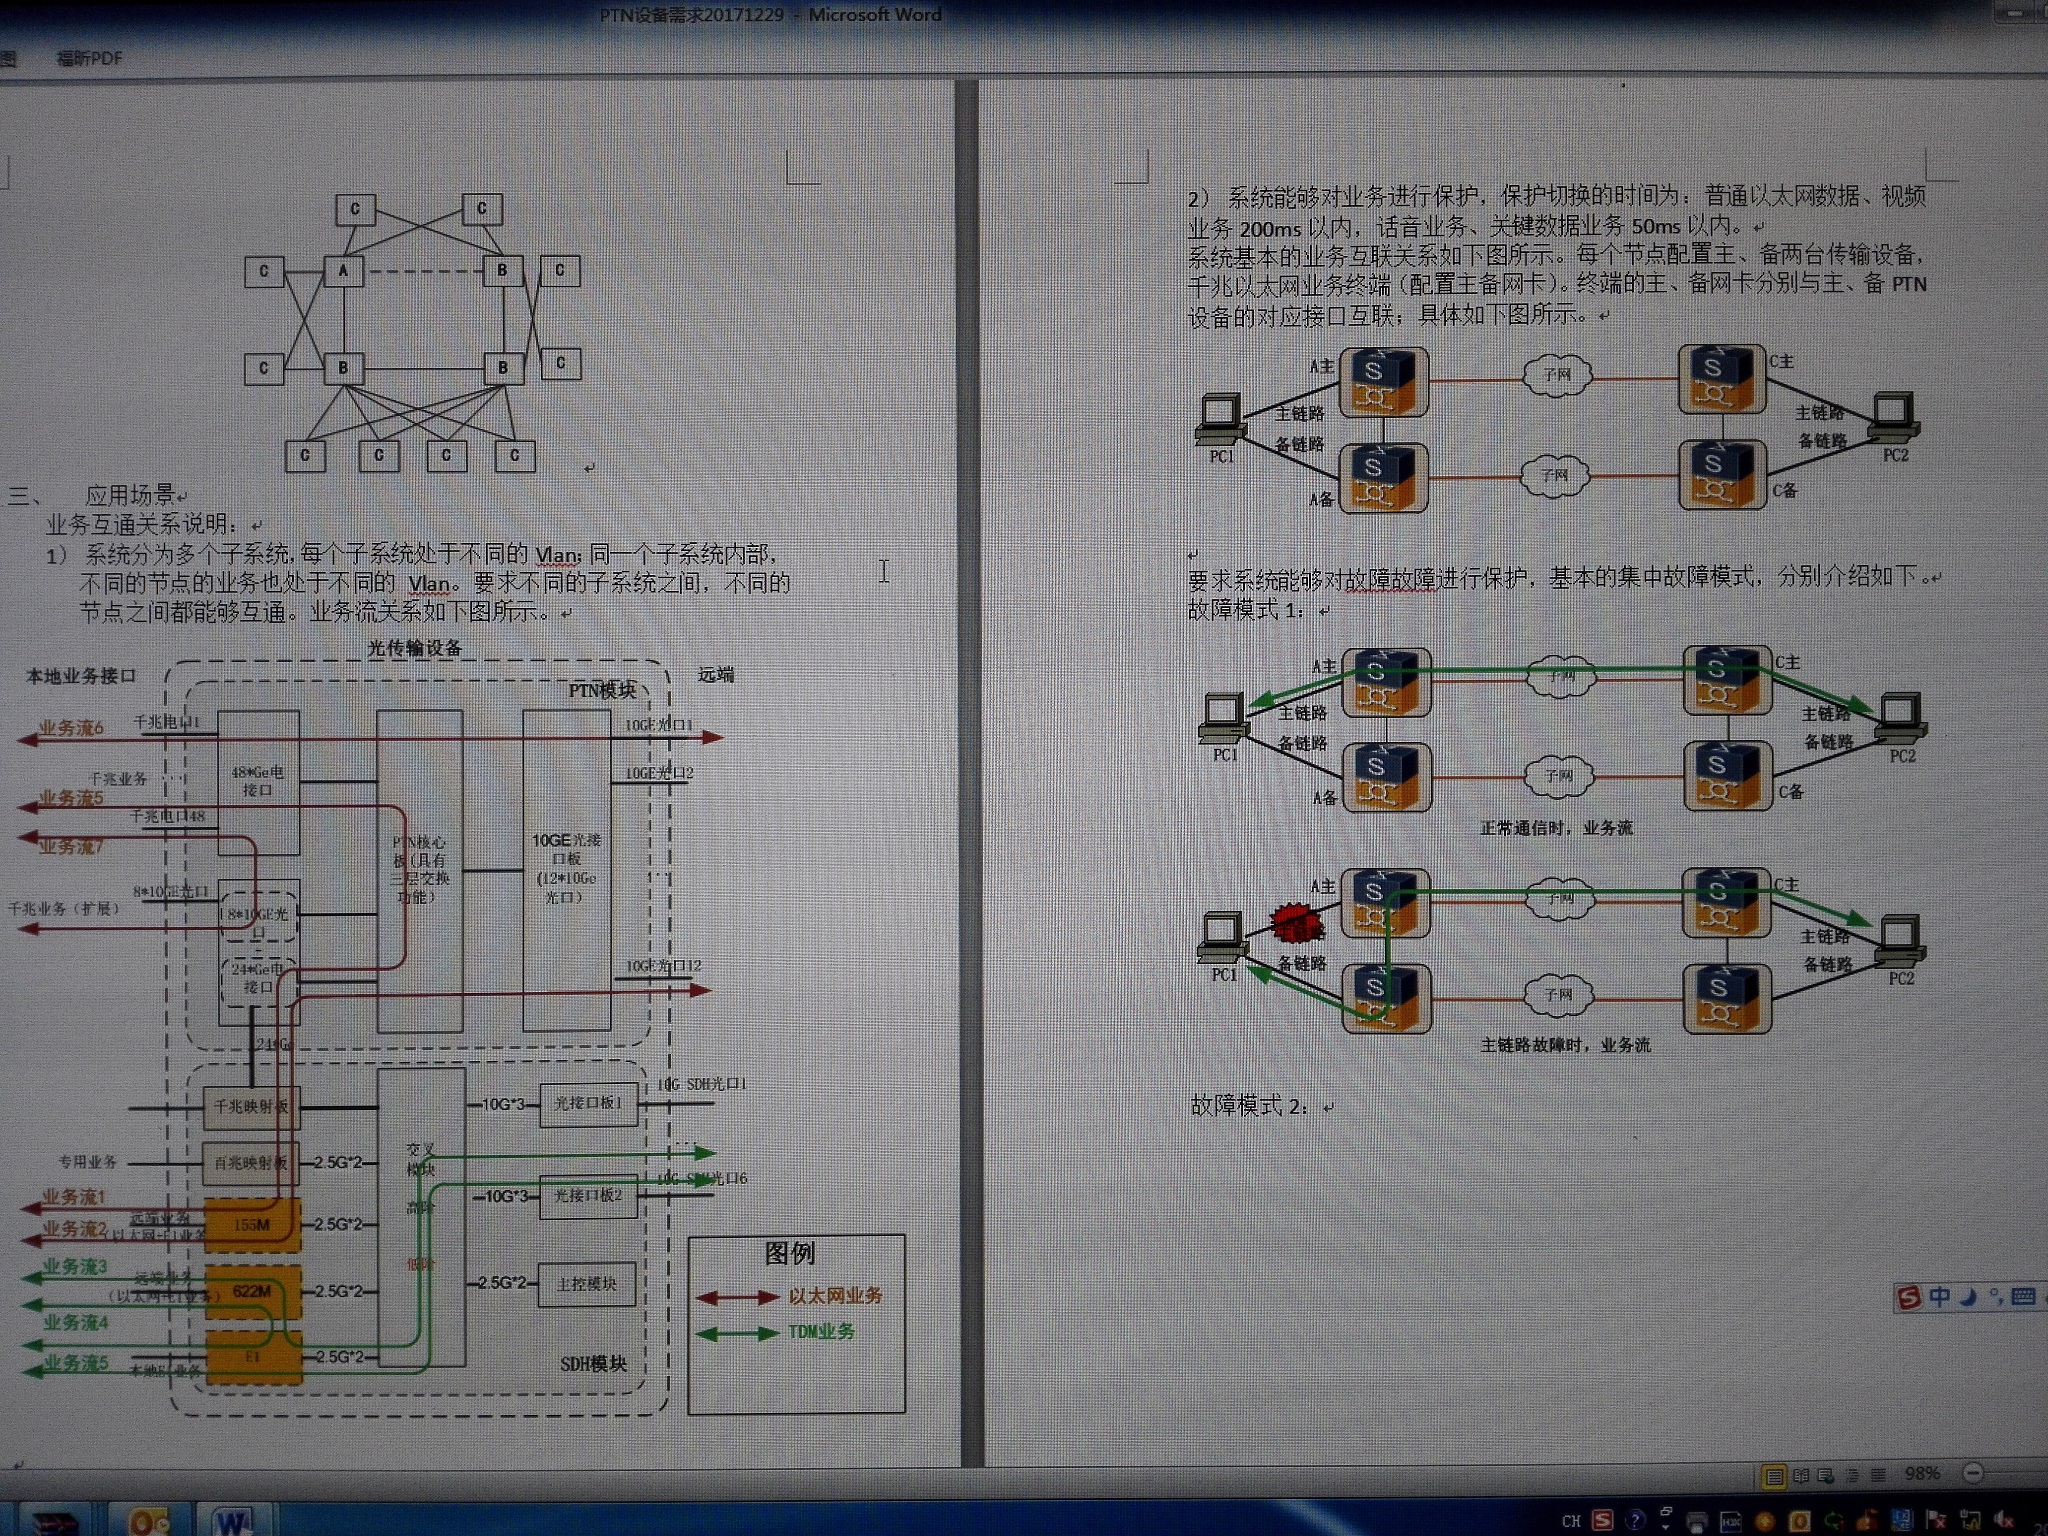 PTN设备需求20171229 - Microsoft Word
图 福昕PDF
C C
C A B C
C B B C
C C C C
三、 应用场景
业务互通关系说明：
1） 系统分为多个子系统,每个子系统处于不同的 Vlan；同一个子系统内部，
不同的节点的业务也处于不同的 Vlan。要求不同的子系统之间，不同的
节点之间都能够互通。业务流关系如下图所示。
光传输设备
本地业务接口
远端
PTN模块
业务流6
千兆电口1
10GE光口1
千兆业务 ...
48*Ge电
接口
10GE光口2
业务流5
千兆电口48
业务流7
PTN核心
板(具有
三层交换
功能)
10GE光接
口板
(12*10Ge
光口)
...
8*10GE光口
千兆业务（扩展）
8*10GE光
口
24*Ge电
接口
10GE光口12
24*Ge
千兆映射板
10G*3
光接口板1
10G SDH光口1
专用业务
百兆映射板
2.5G*2
交叉
模块
高阶
低阶
...
10G*3
光接口板2
10G SDH光口6
业务流1
远端业务
业务流2
（以太网+E1业务
155M
2.5G*2
业务流3
远端业务
（以太网+E1业务）
622M
2.5G*2
2.5G*2
主控模块
业务流4
业务流5
本地E1业务
E1
2.5G*2
SDH模块
图例
以太网业务
TDM业务
2） 系统能够对业务进行保护，保护切换的时间为：普通以太网数据、视频
业务 200ms 以内，话音业务、关键数据业务 50ms 以内。
系统基本的业务互联关系如下图所示。每个节点配置主、备两台传输设备，
千兆以太网业务终端（配置主备网卡）。终端的主、备网卡分别与主、备 PTN
设备的对应接口互联；具体如下图所示。
A主 S 子网 S C主
主链路 主链路
PC1 备链路 备链路 PC2
A备 S 子网 S C备
要求系统能够对故障故障进行保护，基本的集中故障模式，分别介绍如下。
故障模式 1：
A主 S 子网 S C主
主链路 主链路
PC1 备链路 备链路 PC2
A备 S 子网 S C备
正常通信时，业务流
A主 S 子网 S C主
路 主链路
PC1 备链路 备链路 PC2
S 子网 S
主链路故障时，业务流
故障模式 2：
中
98%
CH